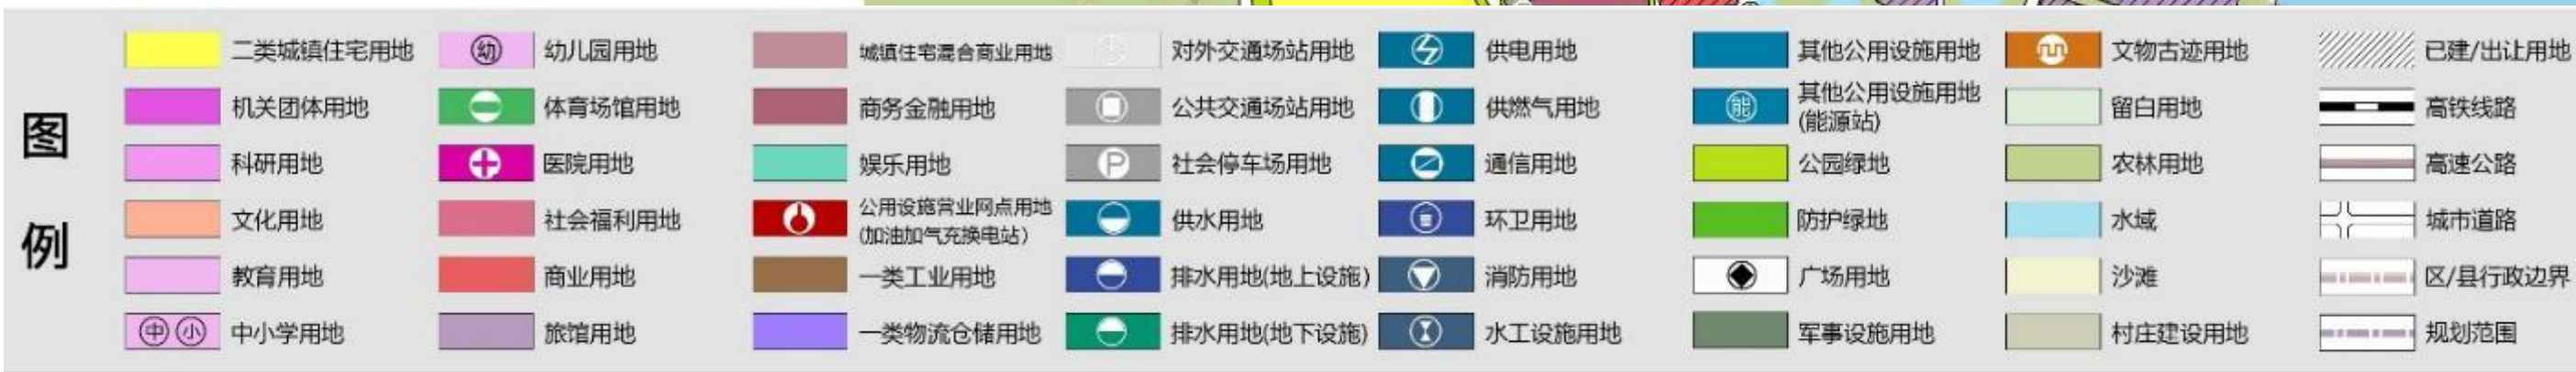 图
例
二类城镇住宅用地
机关团体用地
科研用地
文化用地
教育用地
中 小 中小学用地
幼 幼儿园用地
体育场馆用地
医院用地
社会福利用地
商业用地
旅馆用地
城镇住宅混合商业用地
商务金融用地
娱乐用地
公用设施营业网点用地
(加油加气充换电站)
一类工业用地
一类物流仓储用地
对外交通场站用地
公共交通场站用地
P 社会停车场用地
供水用地
排水用地(地上设施)
排水用地(地下设施)
供电用地
供燃气用地
通信用地
环卫用地
消防用地
水工设施用地
其他公用设施用地
能 其他公用设施用地
(能源站)
公园绿地
防护绿地
广场用地
军事设施用地
文物古迹用地
留白用地
农林用地
水域
沙滩
村庄建设用地
已建/出让用地
高铁线路
高速公路
城市道路
区/县行政边界
规划范围